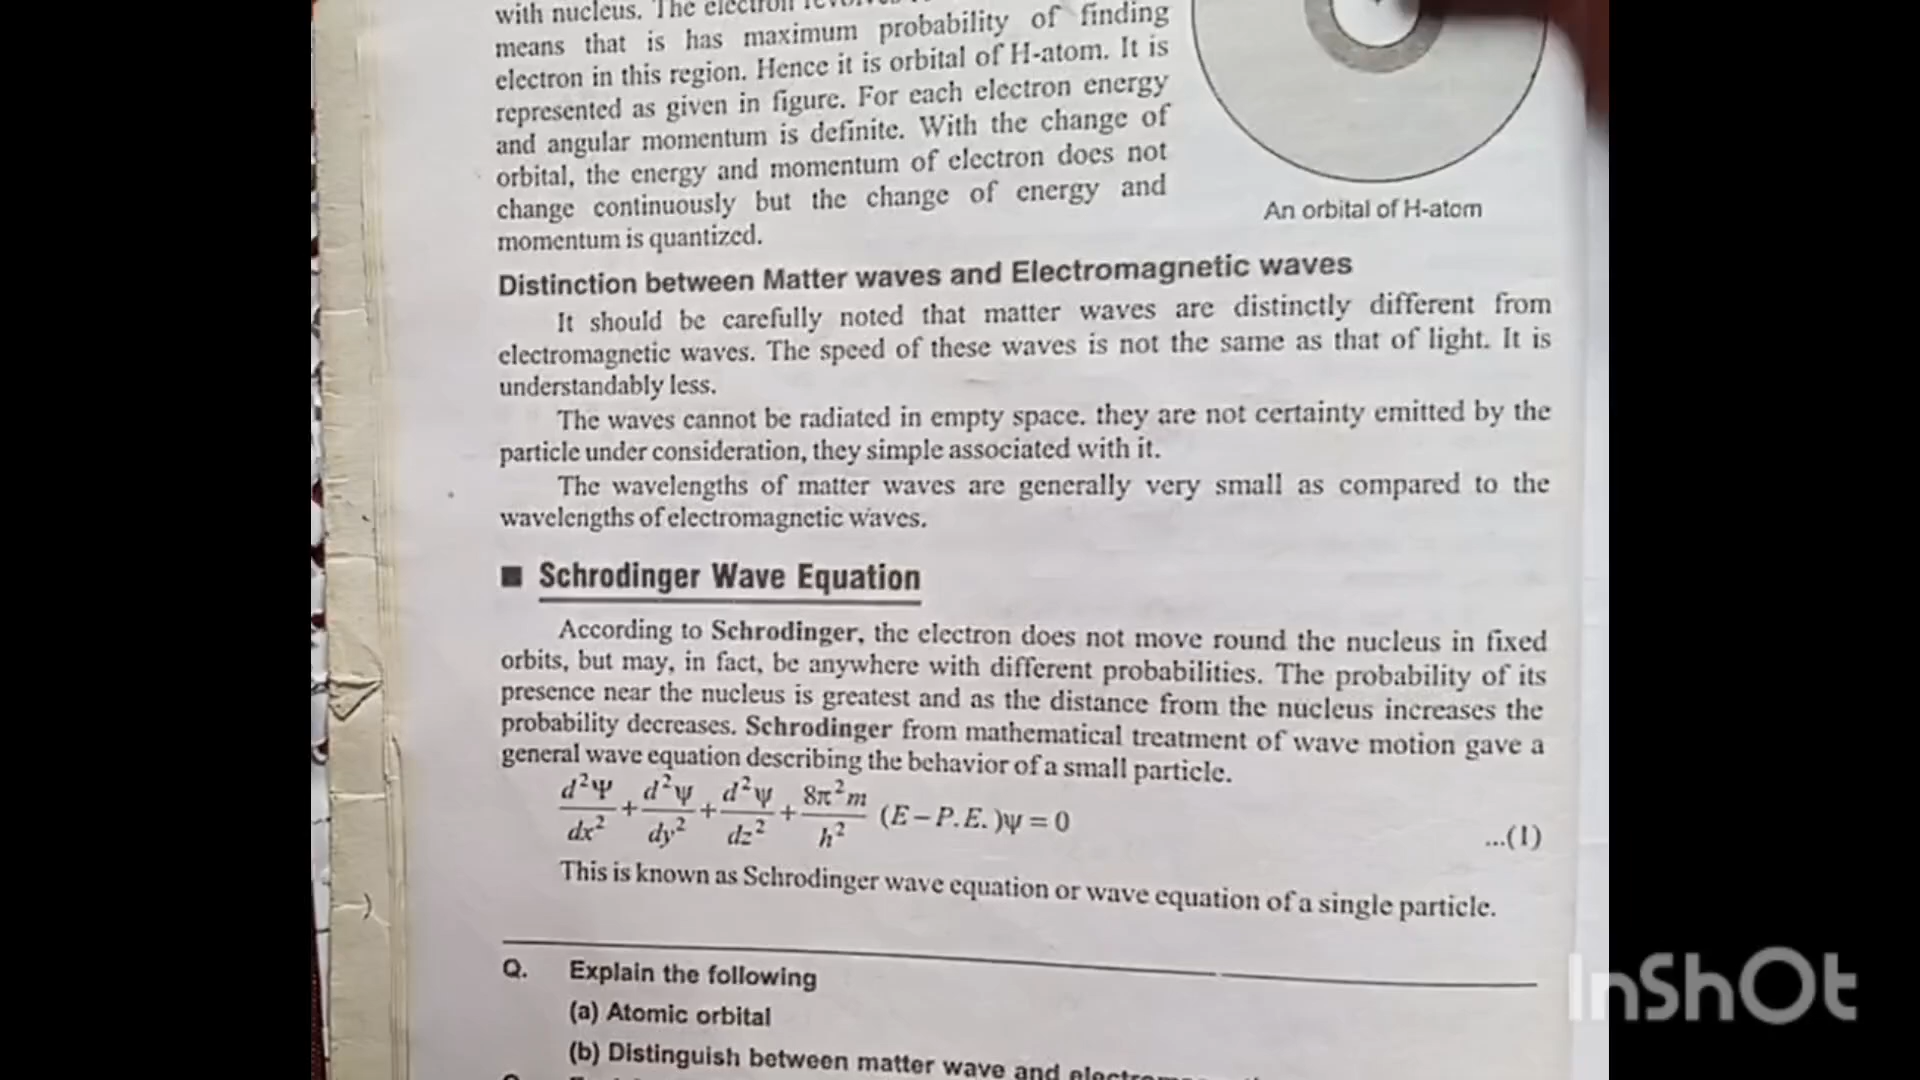 with nucleus. The electron
means that is has maximum probability of finding
electron in this region. Hence it is orbital of H-atom. It is
represented as given in figure. For each electron energy
and angular momentum is definite. With the change of
orbital, the energy and momentum of electron does not
change continuously but the change of energy and
momentum is quantized.
An orbital of H-atom
Distinction between Matter waves and Electromagnetic waves
It should be carefully noted that matter waves are distinctly different from
electromagnetic waves. The speed of these waves is not the same as that of light. It is
understandably less.
The waves cannot be radiated in empty space. they are not certainty emitted by the
particle under consideration, they simple associated with it.
The wavelengths of matter waves are generally very small as compared to the
wavelengths of electromagnetic waves.
■ Schrodinger Wave Equation
According to Schrodinger, the electron does not move round the nucleus in fixed
orbits, but may, in fact, be anywhere with different probabilities. The probability of its
presence near the nucleus is greatest and as the distance from the nucleus increases the
probability decreases. Schrodinger from mathematical treatment of wave motion gave a
general wave equation describing the behavior of a small particle.
d²Ψ/dx² + d²ψ/dy² + d²ψ/dz² + 8π²m/h² (E – P.E.)ψ = 0 ...(1)
This is known as Schrodinger wave equation or wave equation of a single particle.
Q. Explain the following
(a) Atomic orbital
(b) Distinguish between matter wave and
InShOt